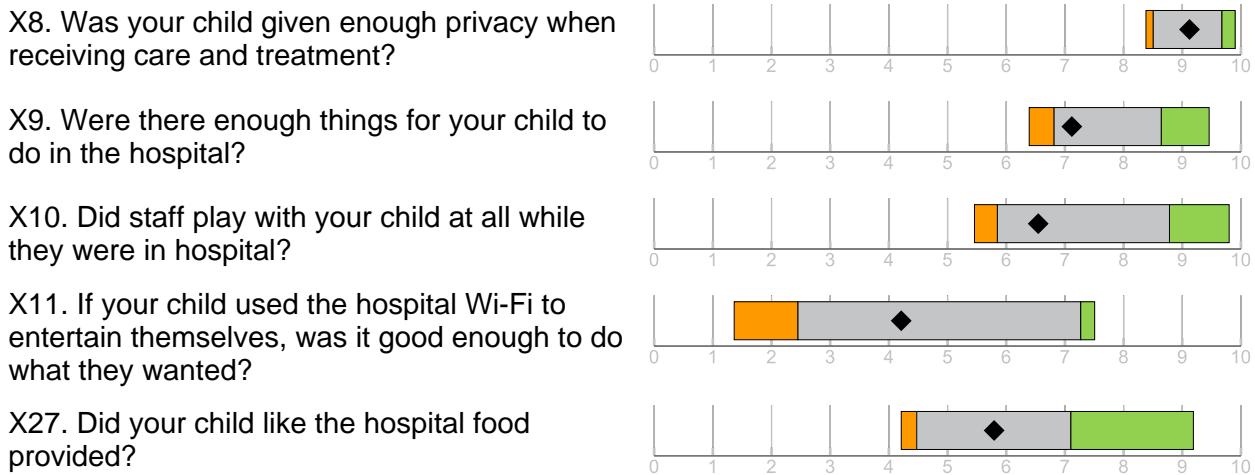 X8. Was your child given enough privacy when
receiving care and treatment?
0 1 2 3 4 5 6 7 8 9 10
X9. Were there enough things for your child to
do in the hospital?
0 1 2 3 4 5 6 7 8 9 10
X10. Did staff play with your child at all while
they were in hospital?
0 1 2 3 4 5 6 7 8 9 10
X11. If your child used the hospital Wi-Fi to
entertain themselves, was it good enough to do
what they wanted?
0 1 2 3 4 5 6 7 8 9 10
X27. Did your child like the hospital food
provided?
0 1 2 3 4 5 6 7 8 9 10